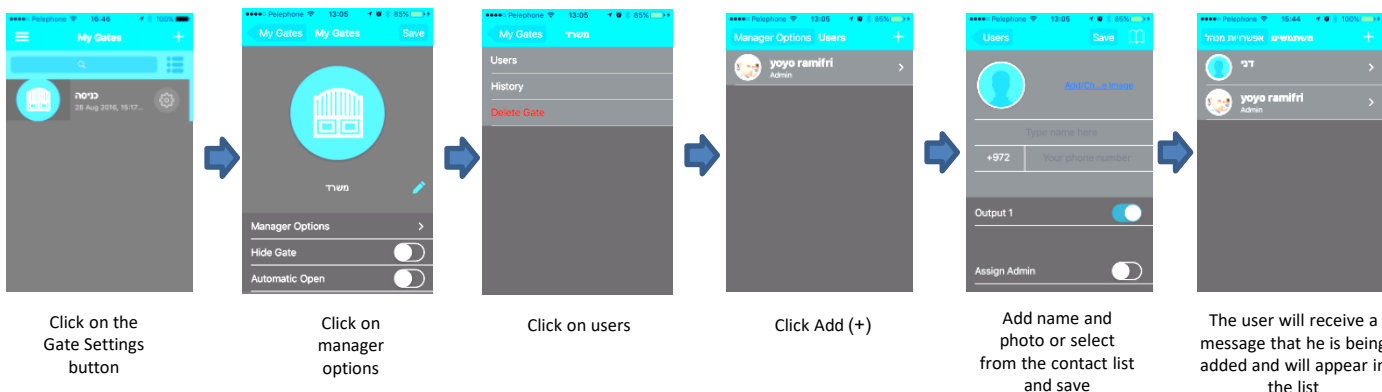 Pelephone 16:46 100%
My Gates +
כניסה
28 Aug 2016, 15:17...
Click on the
Gate Settings
button
Pelephone 13:05 85%
My Gates My Gates Save
משרד
Manager Options >
Hide Gate
Automatic Open
Click on
manager
options
Pelephone 13:05 85%
My Gates משרד
Users
History
Delete Gate
Click on users
Pelephone 13:05 85%
Manager Options Users +
yoyo ramifri >
Admin
Click Add (+)
Pelephone 13:05 85%
Users Save
Add/Ch...e Image
Type name here
+972 Your phone number
Output 1
Assign Admin
Add name and
photo or select
from the contact list
and save
Pelephone 15:44 100%
אפשרויות מנהל משתמשים +
דני >
yoyo ramifri >
Admin
The user will receive a
message that he is being
added and will appear in
the list